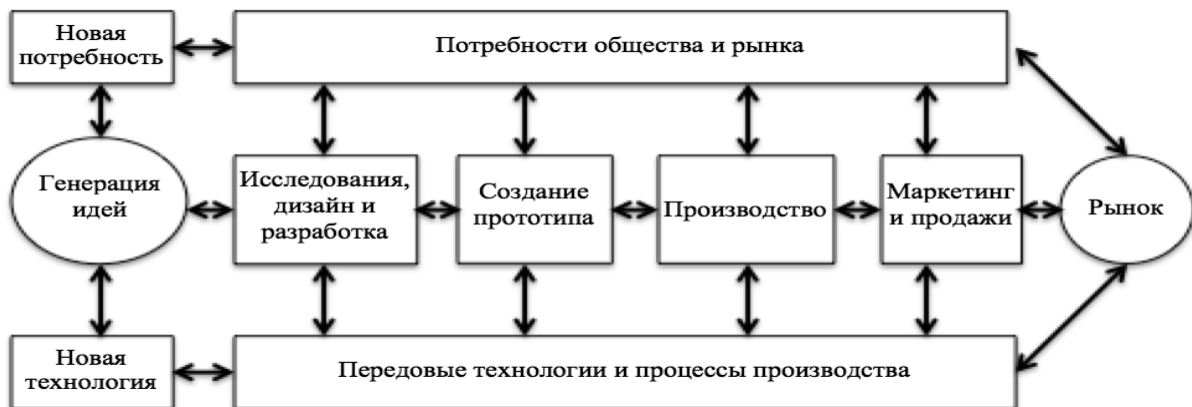 Новая
потребность
Потребности общества и рынка
Генерация
идей
Исследования,
дизайн и
разработка
Создание
прототипа
Производство
Маркетинг
и продажи
Рынок
Новая
технология
Передовые технологии и процессы производства